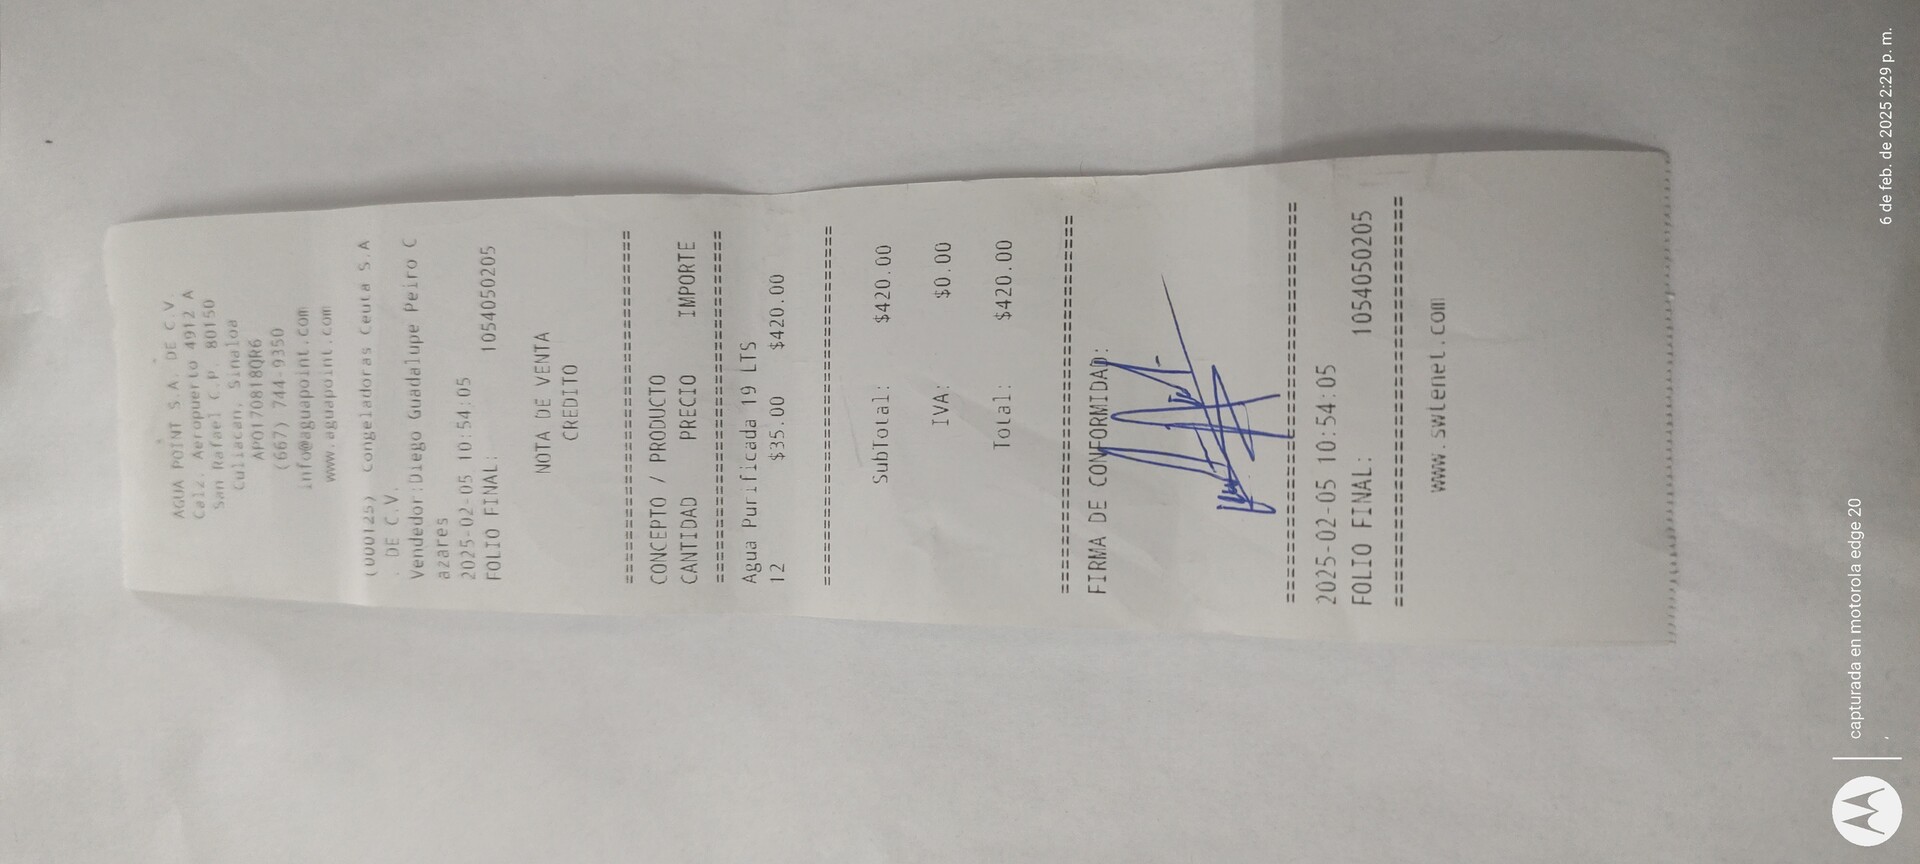 AGUA POINT S.A. DE C.V.
Calz. Aeropuerto 4912 A
San Rafael C.P. 80150
Culiacan, Sinaloa
APO170818QR6
(667) 744-9350
info@aguapoint.com
www.aguapoint.com
(000125) Congeladoras Ceuta S.A
. DE C.V.
Vendedor:Diego Guadalupe Peiro C
azares
2025-02-05 10:54:05
FOLIO FINAL: 1054050205
NOTA DE VENTA
CREDITO
================================
CONCEPTO / PRODUCTO
CANTIDAD PRECIO IMPORTE
================================
Agua Purificada 19 LTS
12 $35.00 $420.00
================================
SubTotal: $420.00
IVA: $0.00
Total: $420.00
================================
FIRMA DE CONFORMIDAD:
================================
2025-02-05 10:54:05
FOLIO FINAL: 1054050205
================================
www.swlenet.com
capturada en motorola edge 20
6 de feb. de 2025 2:29 p. m.